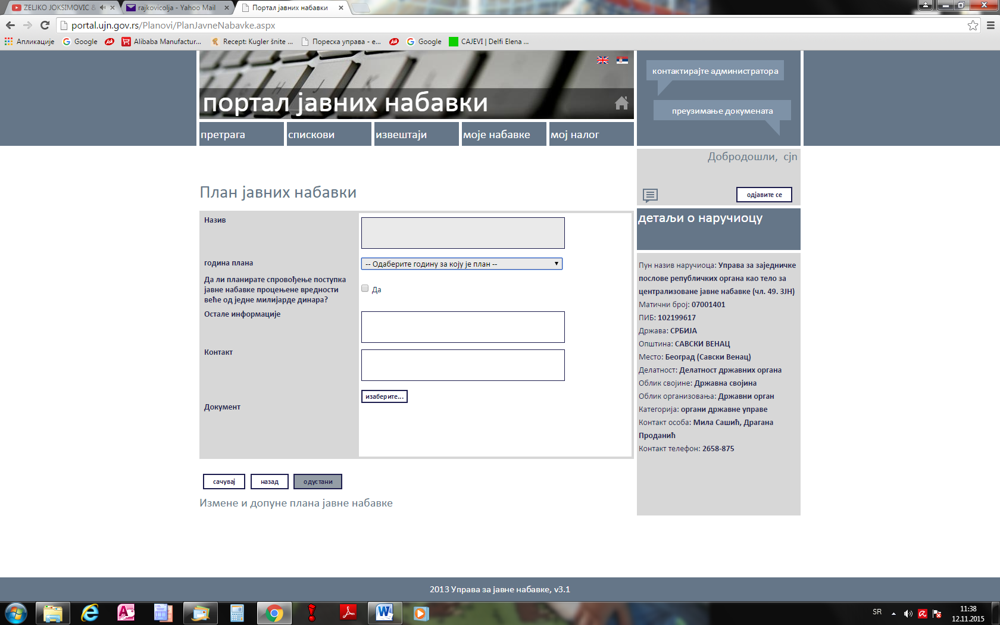 ZELJKO JOKSIMOVIC &
rajkovicolja - Yahoo Mail
Портал јавних набавки
portal.ujn.gov.rs/Planovi/PlanJavneNabavke.aspx
Апликације
Google
Ask
Alibaba Manufactur...
Recept: Kugler šnite ...
Пореска управа - е...
Ask
Google
CAJEVI | Delfi Elena ...
портал јавних набавки
контактирајте администратора
преузимање докумената
претрага
спискови
извештаји
моје набавке
мој налог
Добродошли, cjn
одјавите се
План јавних набавки
Назив
година плана
-- Одаберите годину за коју је план --
Да ли планирате спровођење поступка
јавне набавке процењене вредности
веће од једне милијарде динара?
Да
Остале информације
Контакт
изаберите...
Документ
сачувај
назад
одустани
Измене и допуне плана јавне набавке
детаљи о наручиоцу
Пун назив наручиоца: Управа за заједничке
послове републичких органа као тело за
централизоване јавне набавке (чл. 49. ЗЈН)
Матични број: 07001401
ПИБ: 102199617
Држава: СРБИЈА
Општина: САВСКИ ВЕНАЦ
Место: Београд (Савски Венац)
Делатност: Делатност државних органа
Облик својине: Државна својина
Облик организовања: Државни орган
Категорија: органи државне управе
Контакт особа: Мила Сашић, Драгана
Проданић
Контакт телефон: 2658-875
2013 Управа за јавне набавке, v3.1
SR
11:38
12.11.2015